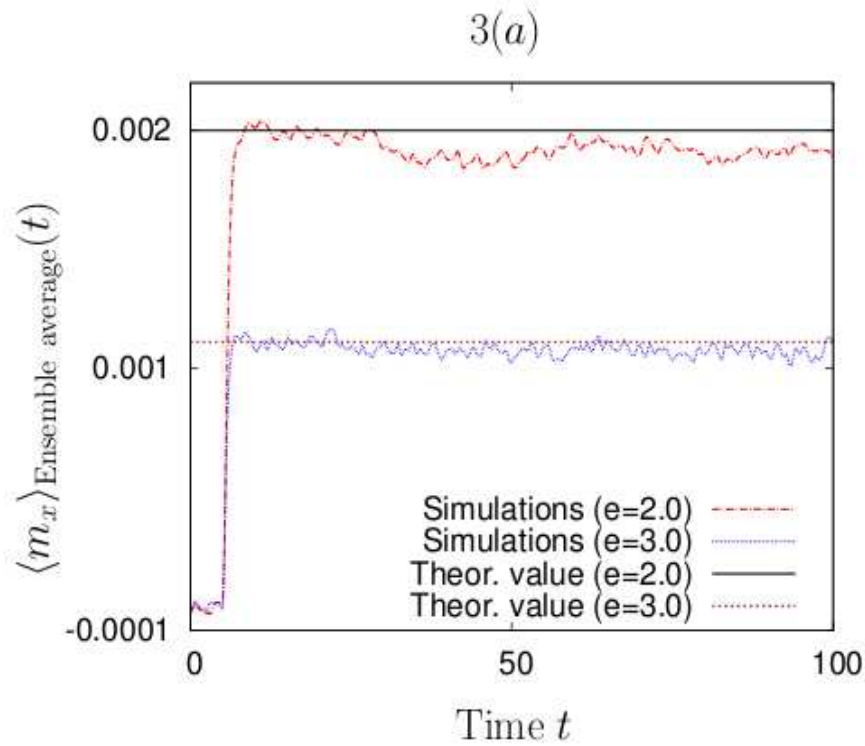 3(a)
⟨m_x⟩Ensemble average(t)
0.002
0.001
-0.0001
Simulations (e=2.0)
Simulations (e=3.0)
Theor. value (e=2.0)
Theor. value (e=3.0)
0 50 100
Time t